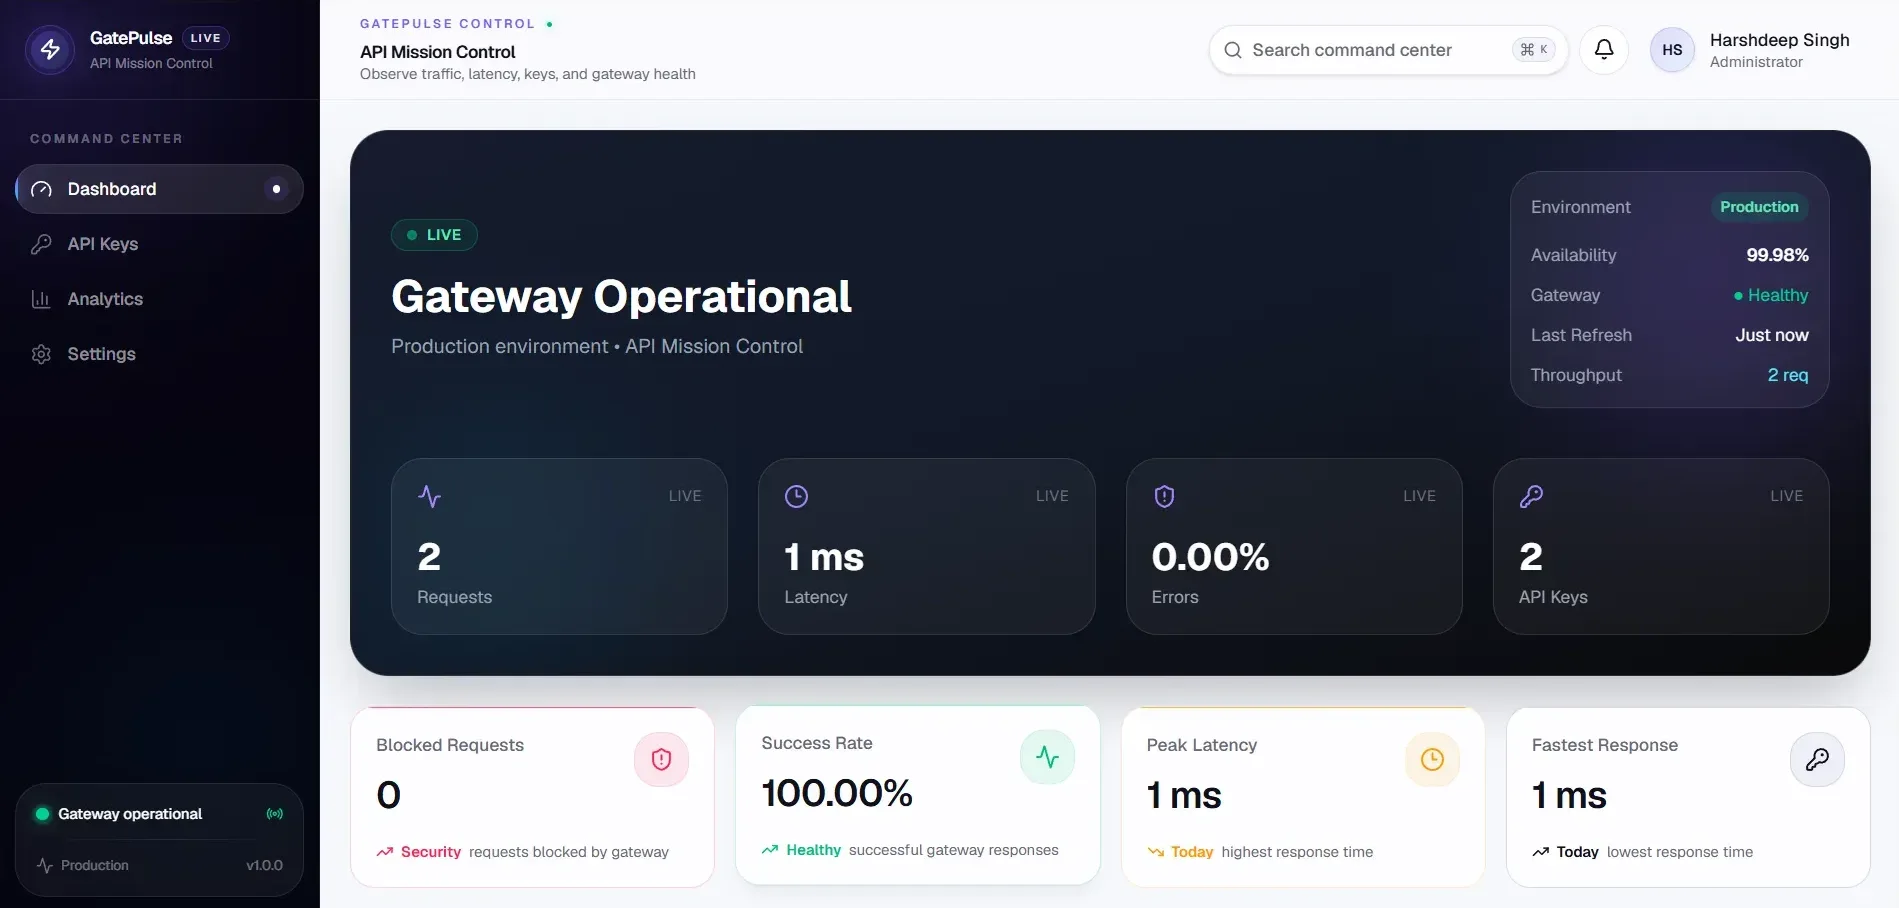 GatePulse LIVE
API Mission Control
COMMAND CENTER
Dashboard
API Keys
Analytics
Settings
Gateway operational
Production v1.0.0
GATEPULSE CONTROL
API Mission Control
Observe traffic, latency, keys, and gateway health
Search command center ⌘ K
HS
Harshdeep Singh
Administrator
LIVE
Gateway Operational
Production environment • API Mission Control
Environment Production
Availability 99.98%
Gateway Healthy
Last Refresh Just now
Throughput 2 req
LIVE
2
Requests
LIVE
1 ms
Latency
LIVE
0.00%
Errors
LIVE
2
API Keys
Blocked Requests
0
Security requests blocked by gateway
Success Rate
100.00%
Healthy successful gateway responses
Peak Latency
1 ms
Today highest response time
Fastest Response
1 ms
Today lowest response time